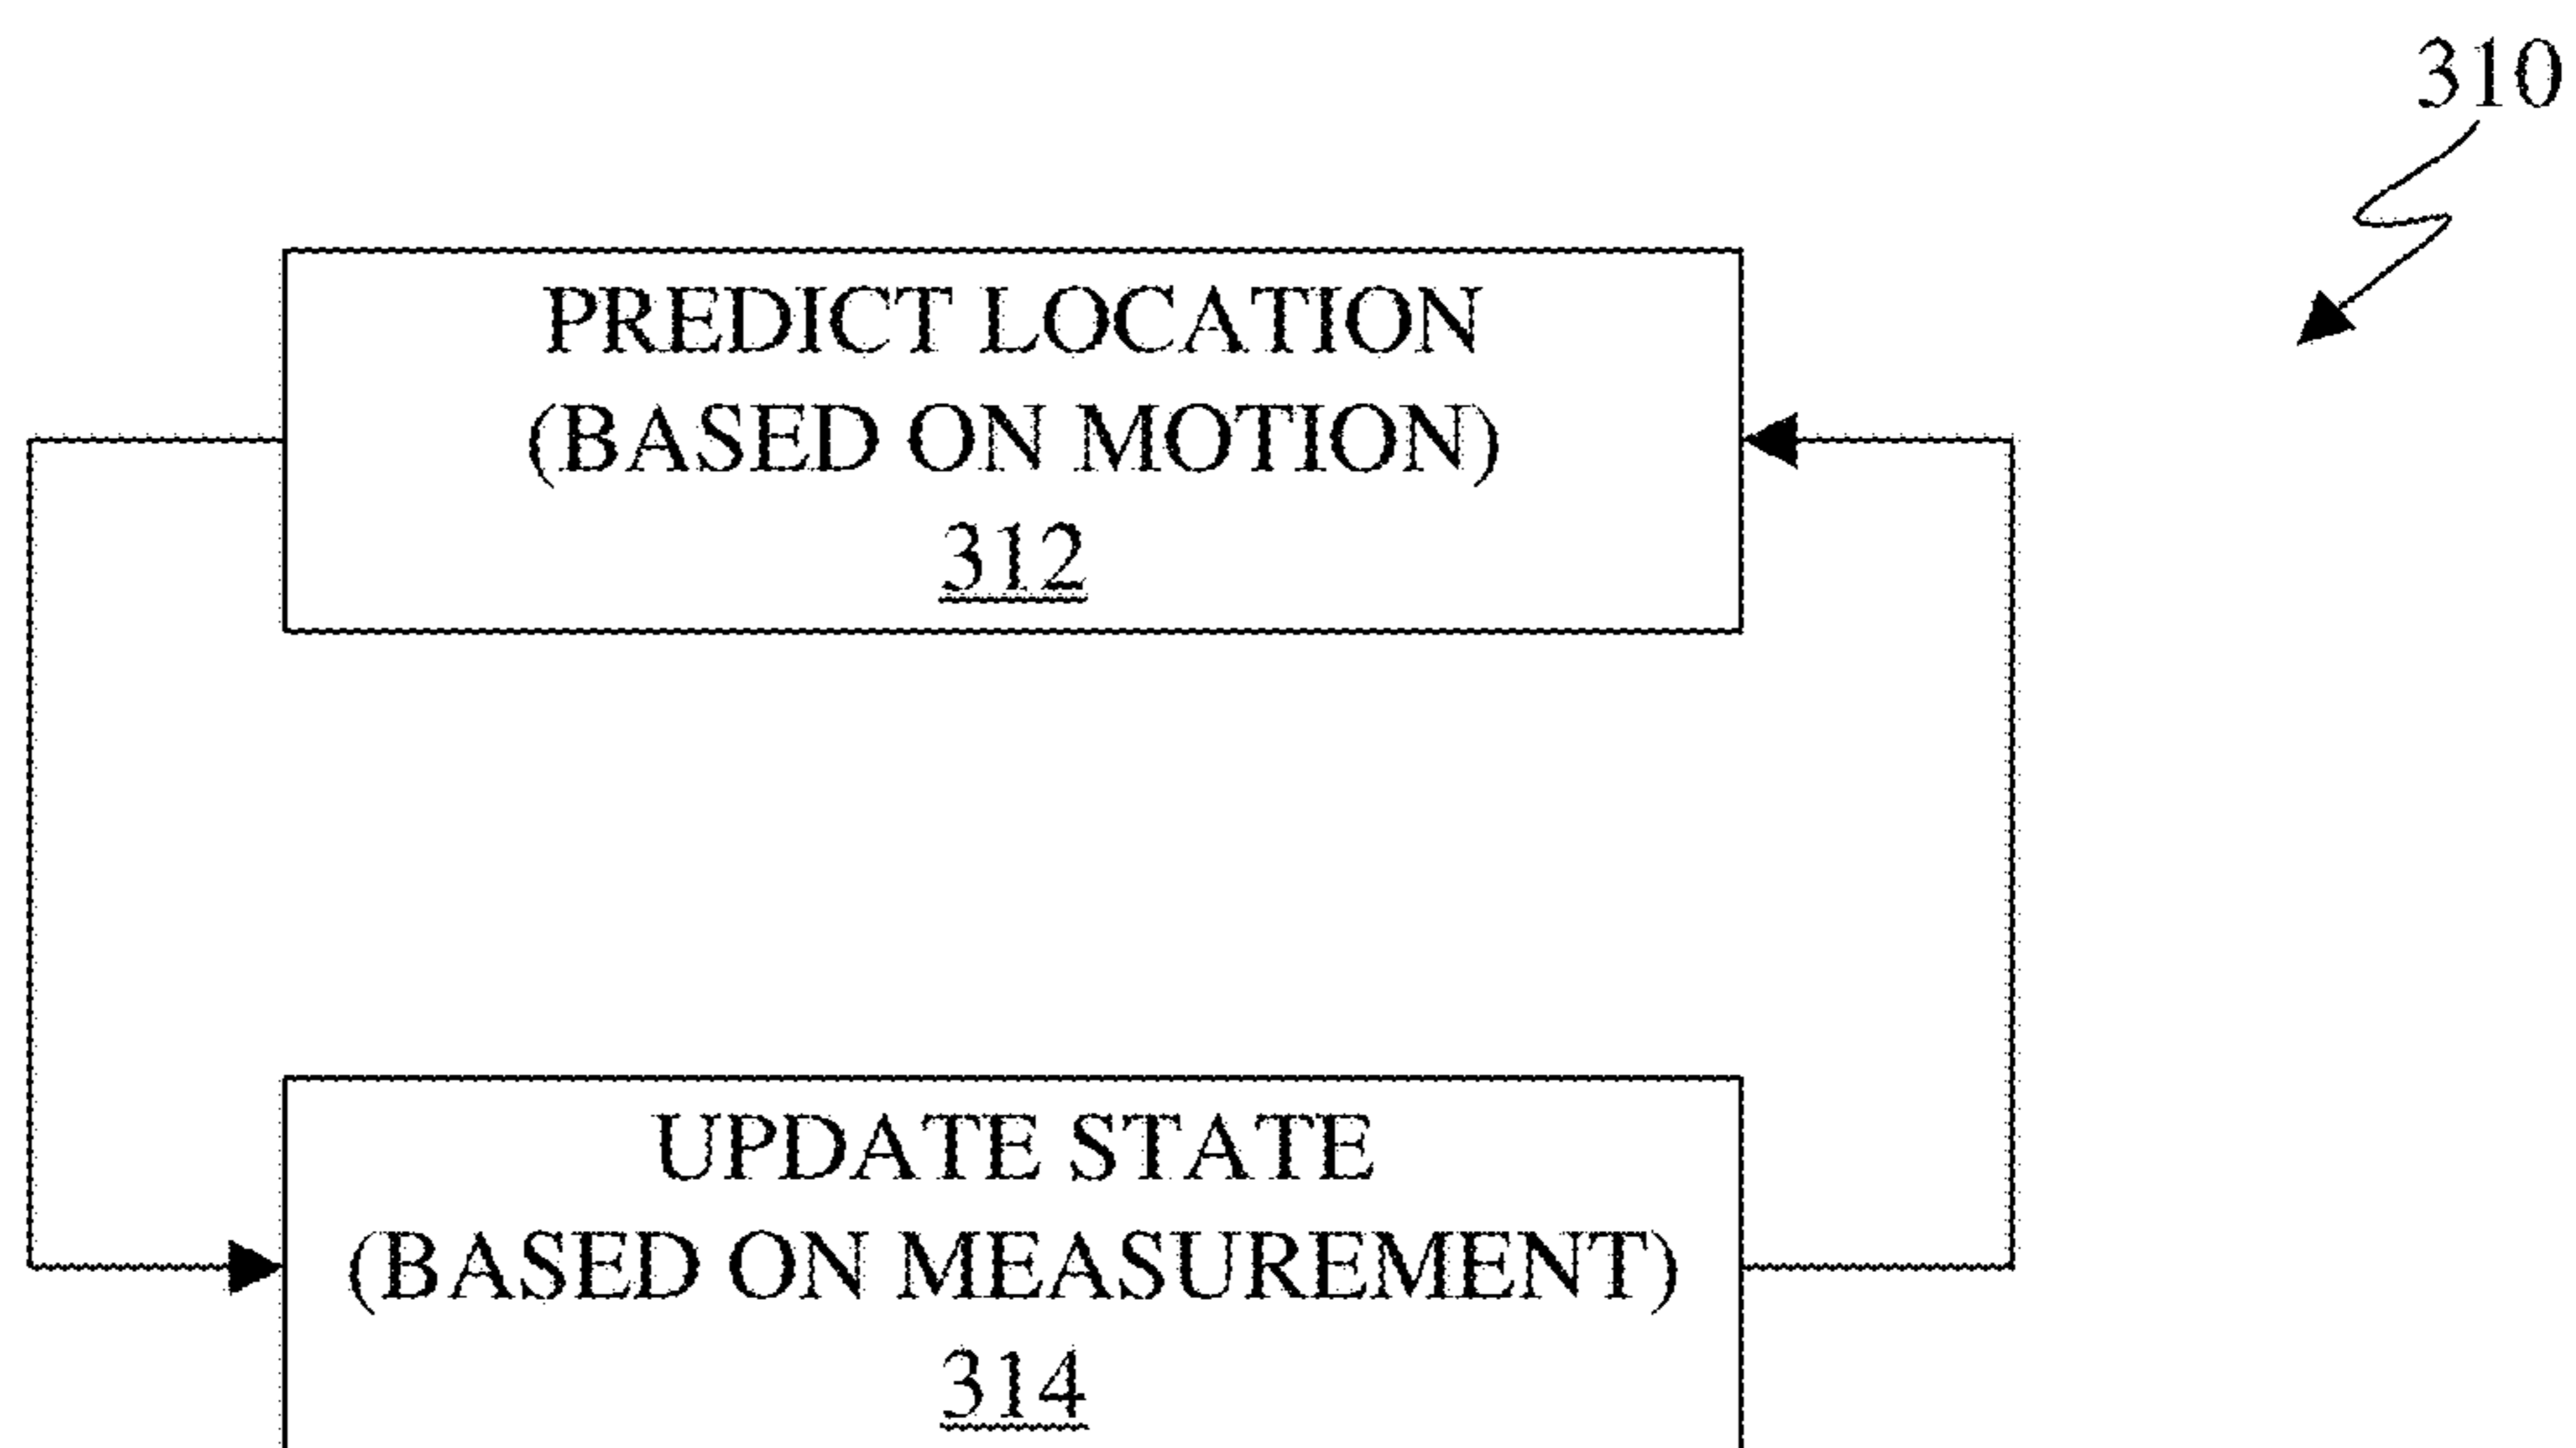 310
PREDICT LOCATION
(BASED ON MOTION)
312
UPDATE STATE
(BASED ON MEASUREMENT)
314